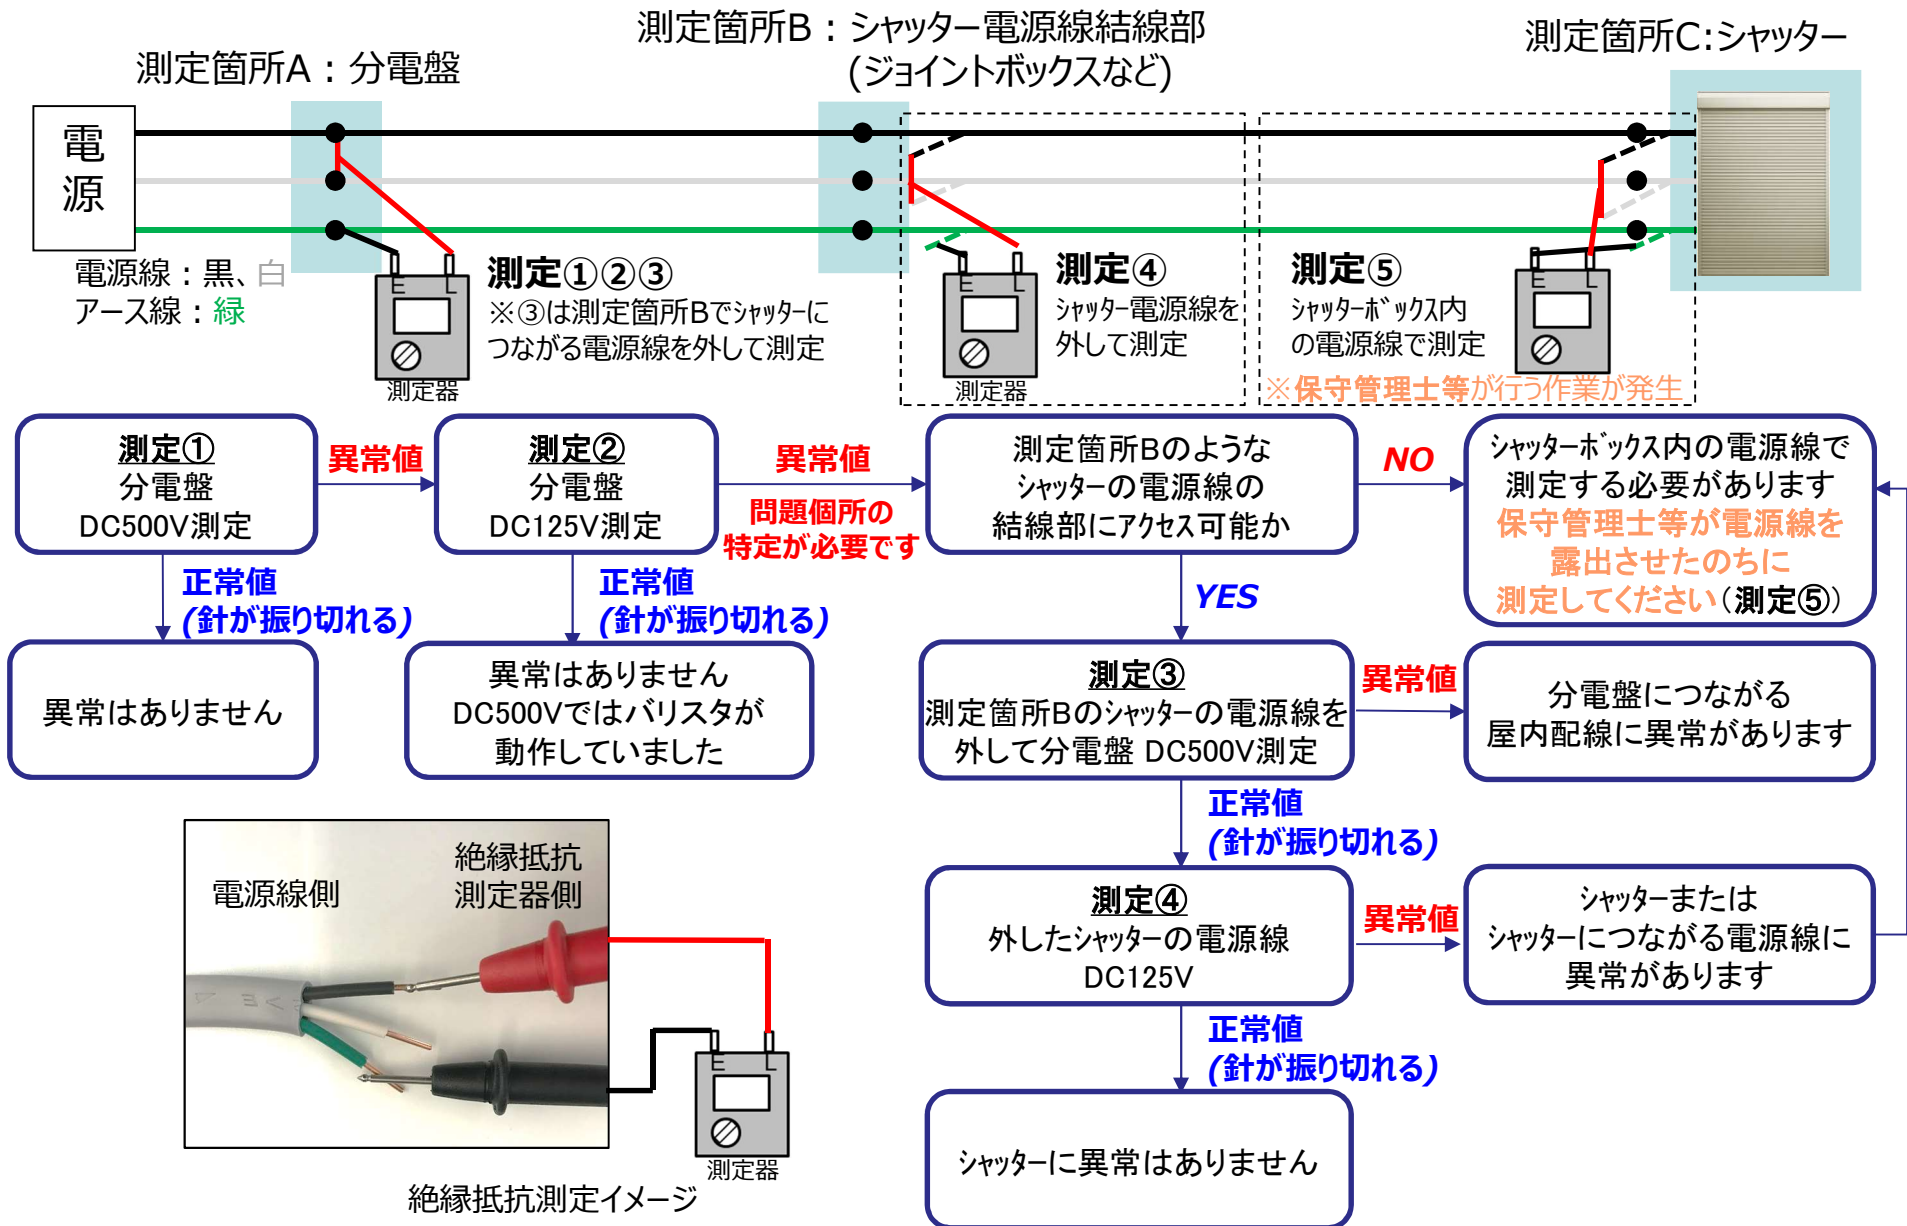 測定箇所A：分電盤
測定箇所B：シャッター電源線結線部
(ジョイントボックスなど)
測定箇所C:シャッター
電
源
電源線：黒、白
アース線：緑
E L
測定①②③
※③は測定箇所Bでシャッターに
つながる電源線を外して測定
測定器
E L
測定④
シャッター電源線を
外して測定
測定器
測定⑤
シャッターボックス内
の電源線で測定
E L
※保守管理士等が行う作業が発生
測定①
分電盤
DC500V測定
異常値
測定②
分電盤
DC125V測定
異常値
問題個所の
特定が必要です
測定箇所Bのような
シャッターの電源線の
結線部にアクセス可能か
NO
シャッターボックス内の電源線で
測定する必要があります
保守管理士等が電源線を
露出させたのちに
測定してください（測定⑤）
正常値
(針が振り切れる)
正常値
(針が振り切れる)
YES
異常はありません
異常はありません
DC500Vではバリスタが
動作していました
測定③
測定箇所Bのシャッターの電源線を
外して分電盤 DC500V測定
異常値
分電盤につながる
屋内配線に異常があります
正常値
(針が振り切れる)
測定④
外したシャッターの電源線
DC125V
異常値
シャッターまたは
シャッターにつながる電源線に
異常があります
正常値
(針が振り切れる)
シャッターに異常はありません
電源線側
絶縁抵抗
測定器側
E L
測定器
絶縁抵抗測定イメージ